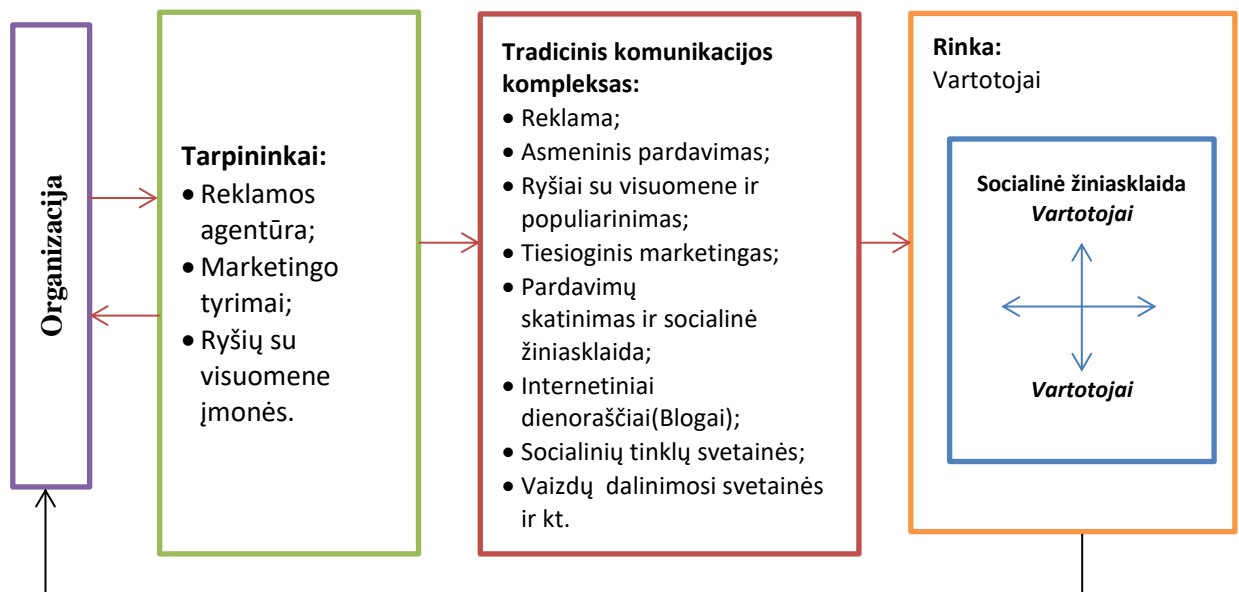 Organizacija
Tarpininkai:
• Reklamos
agentūra;
• Marketingo
tyrimai;
• Ryšių su
visuomene
įmonės.
Tradicinis komunikacijos
kompleksas:
• Reklama;
• Asmeninis pardavimas;
• Ryšiai su visuomene ir
populiarinimas;
• Tiesioginis marketingas;
• Pardavimų
skatinimas ir socialinė
žiniasklaida;
• Internetiniai
dienoraščiai(Blogai);
• Socialinių tinklų svetainės;
• Vaizdų dalinimosi svetainės
ir kt.
Rinka:
Vartotojai
Socialinė žiniasklaida
Vartotojai
Vartotojai